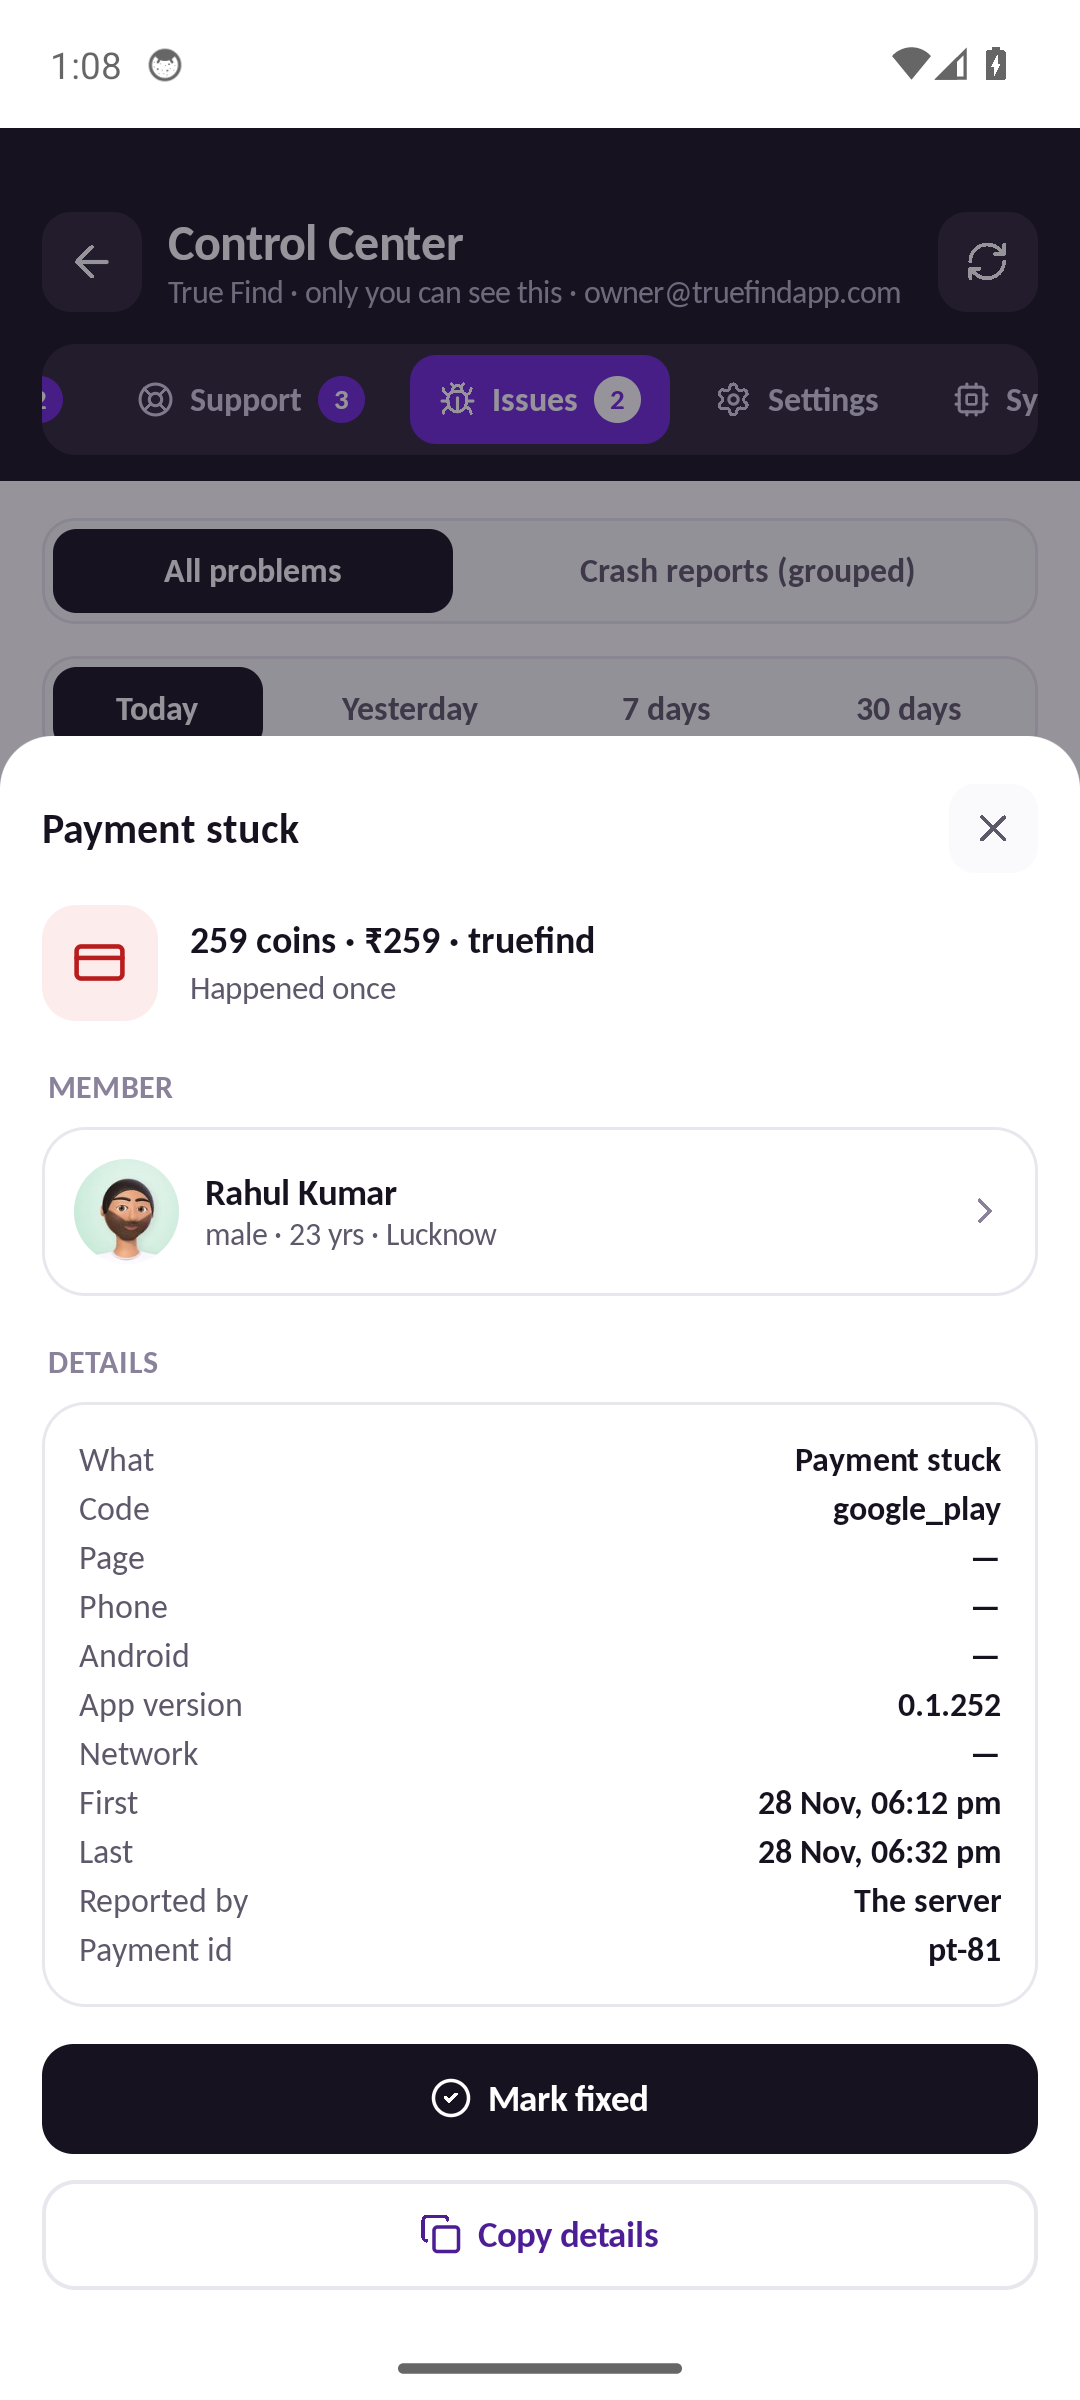 1:08
Control Center
True Find · only you can see this · owner@truefindapp.com
Support 3
Issues 2
Settings
Sy
All problems
Crash reports (grouped)
Today
Yesterday
7 days
30 days
Payment stuck
259 coins · ₹259 · truefind
Happened once
MEMBER
Rahul Kumar
male · 23 yrs · Lucknow
DETAILS
What Payment stuck
Code google_play
Page —
Phone —
Android —
App version 0.1.252
Network —
First 28 Nov, 06:12 pm
Last 28 Nov, 06:32 pm
Reported by The server
Payment id pt-81
Mark fixed
Copy details